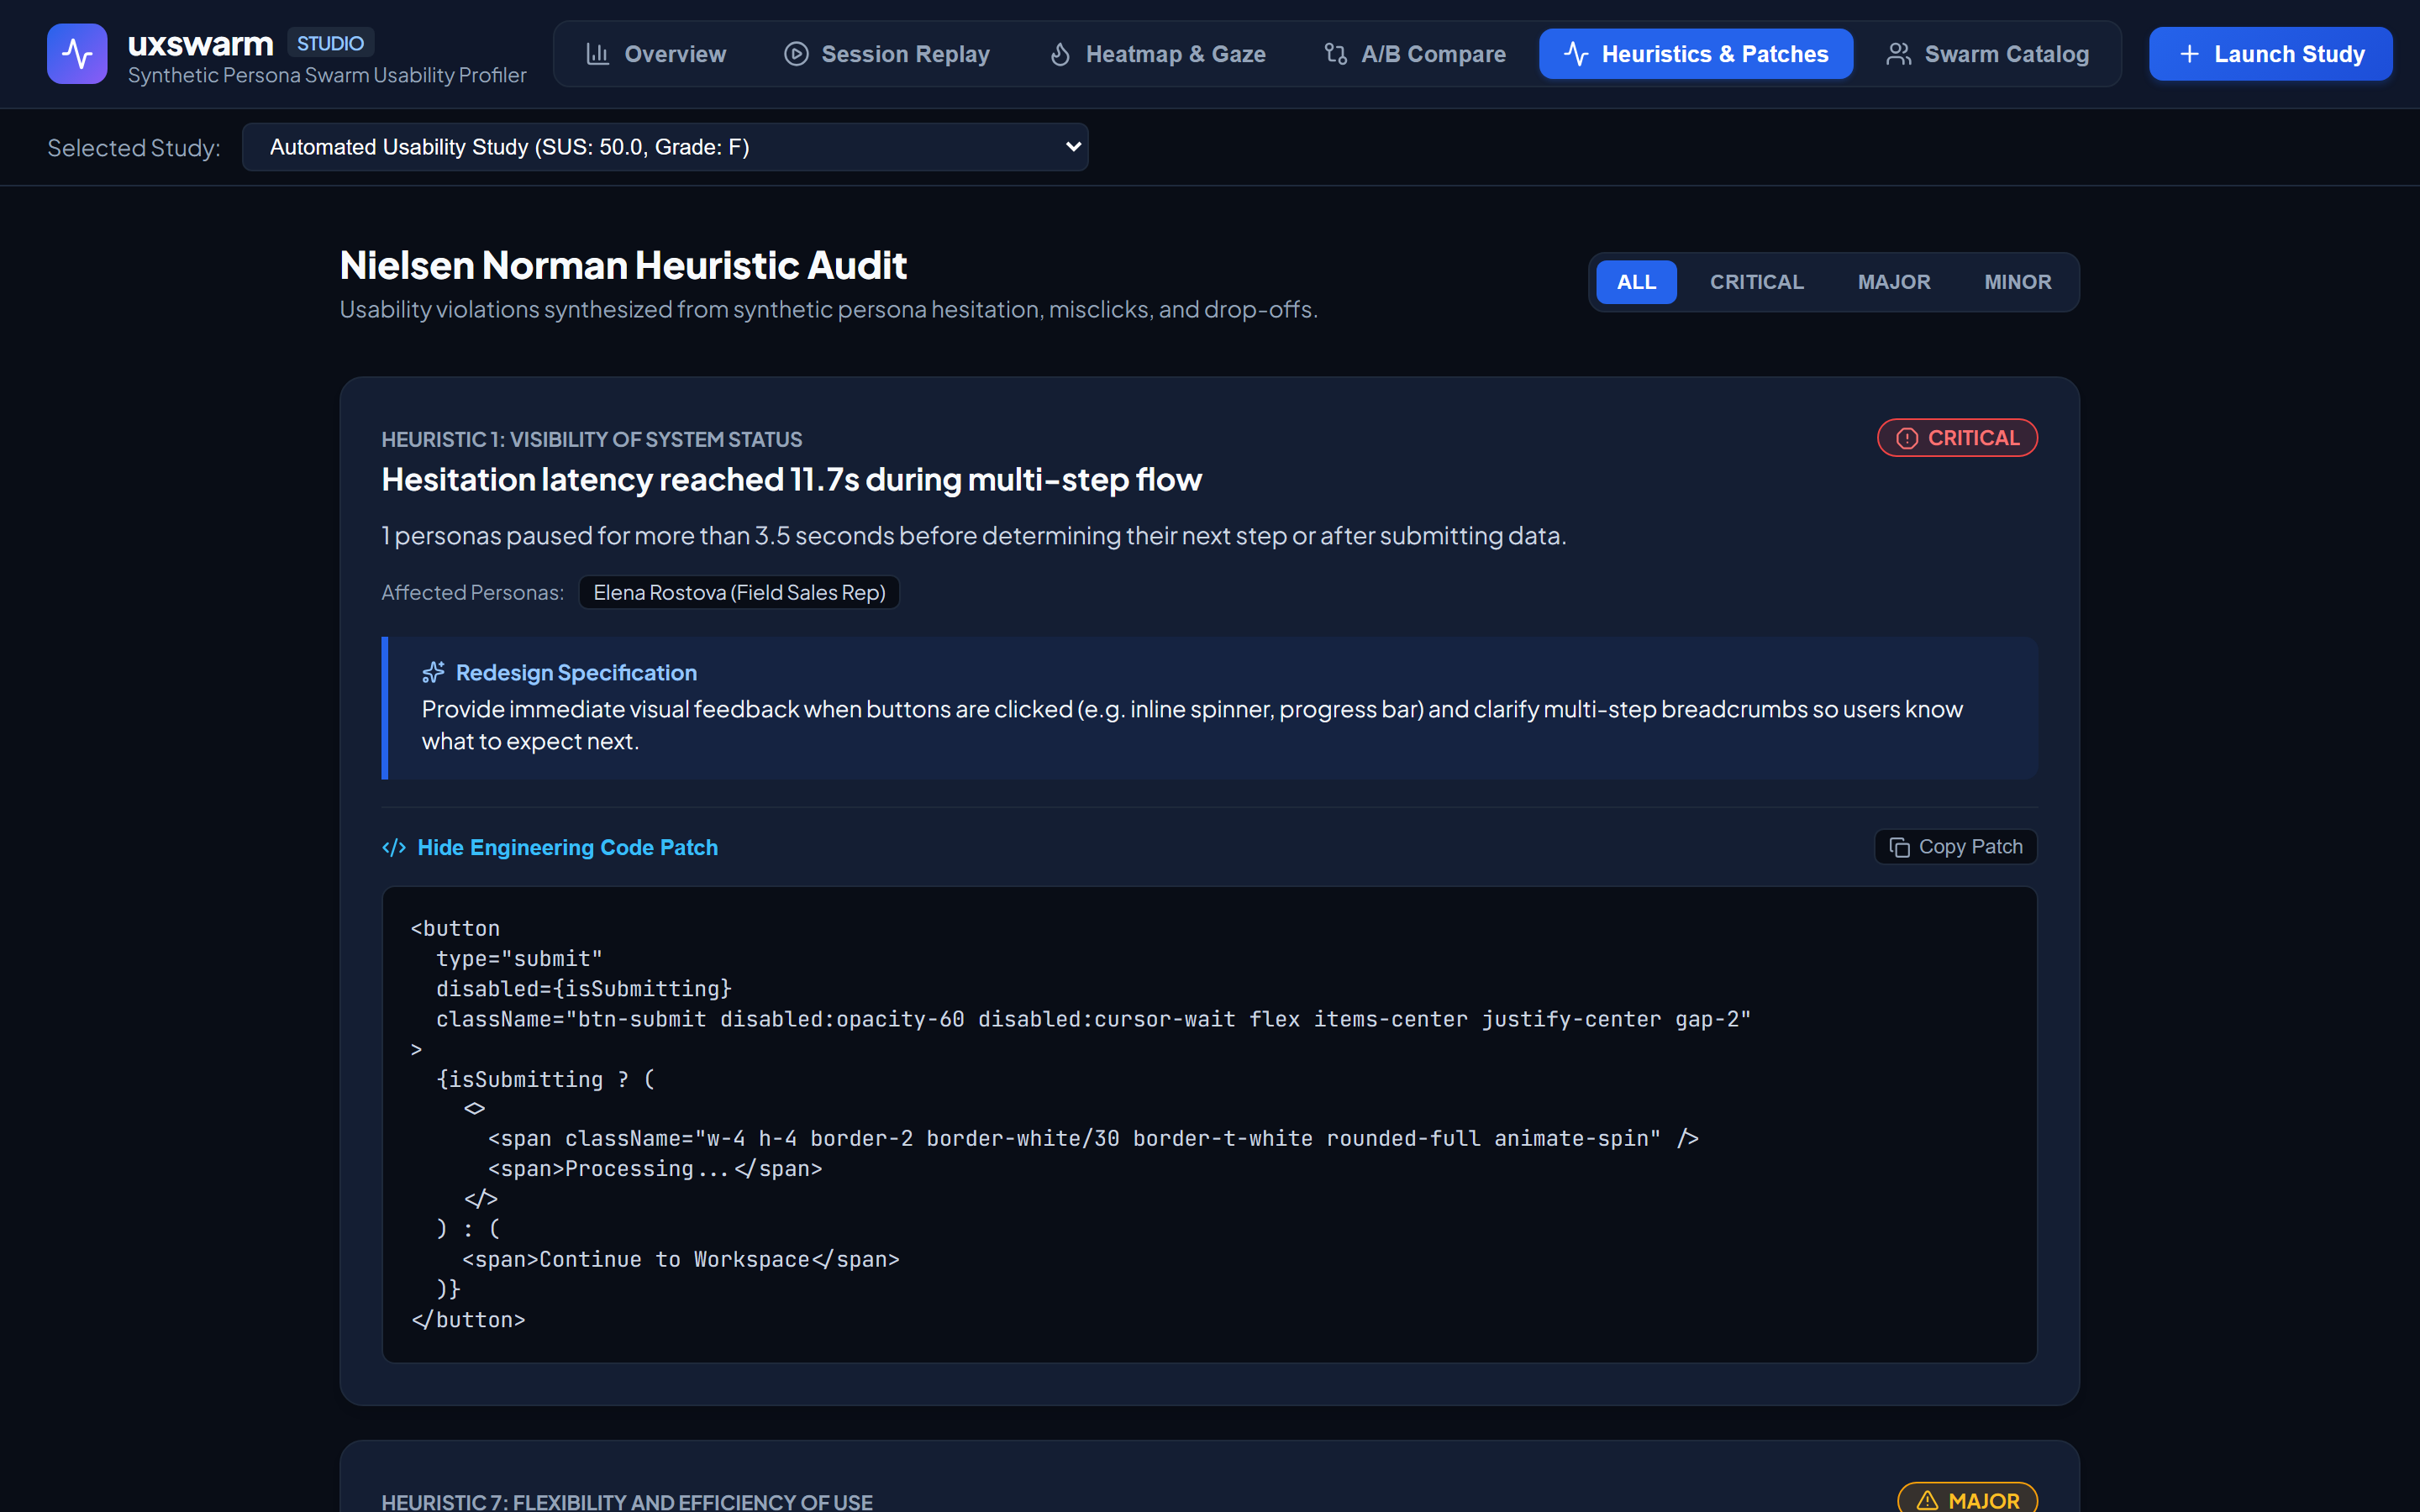 uxswarm STUDIO
Synthetic Persona Swarm Usability Profiler
Overview
Session Replay
Heatmap & Gaze
A/B Compare
Heuristics & Patches
Swarm Catalog
Launch Study
Selected Study:
Automated Usability Study (SUS: 50.0, Grade: F)
Nielsen Norman Heuristic Audit
Usability violations synthesized from synthetic persona hesitation, misclicks, and drop-offs.
ALL
CRITICAL
MAJOR
MINOR
HEURISTIC 1: VISIBILITY OF SYSTEM STATUS
CRITICAL
Hesitation latency reached 11.7s during multi-step flow
1 personas paused for more than 3.5 seconds before determining their next step or after submitting data.
Affected Personas: Elena Rostova (Field Sales Rep)
Redesign Specification
Provide immediate visual feedback when buttons are clicked (e.g. inline spinner, progress bar) and clarify multi-step breadcrumbs so users know
what to expect next.
</> Hide Engineering Code Patch
Copy Patch
<button
  type="submit"
  disabled={isSubmitting}
  className="btn-submit disabled:opacity-60 disabled:cursor-wait flex items-center justify-center gap-2"
>
  {isSubmitting ? (
    <>
      <span className="w-4 h-4 border-2 border-white/30 border-t-white rounded-full animate-spin" />
      <span>Processing...</span>
    </>
  ) : (
    <span>Continue to Workspace</span>
  )}
</button>
HEURISTIC 7: FLEXIBILITY AND EFFICIENCY OF USE
MAJOR